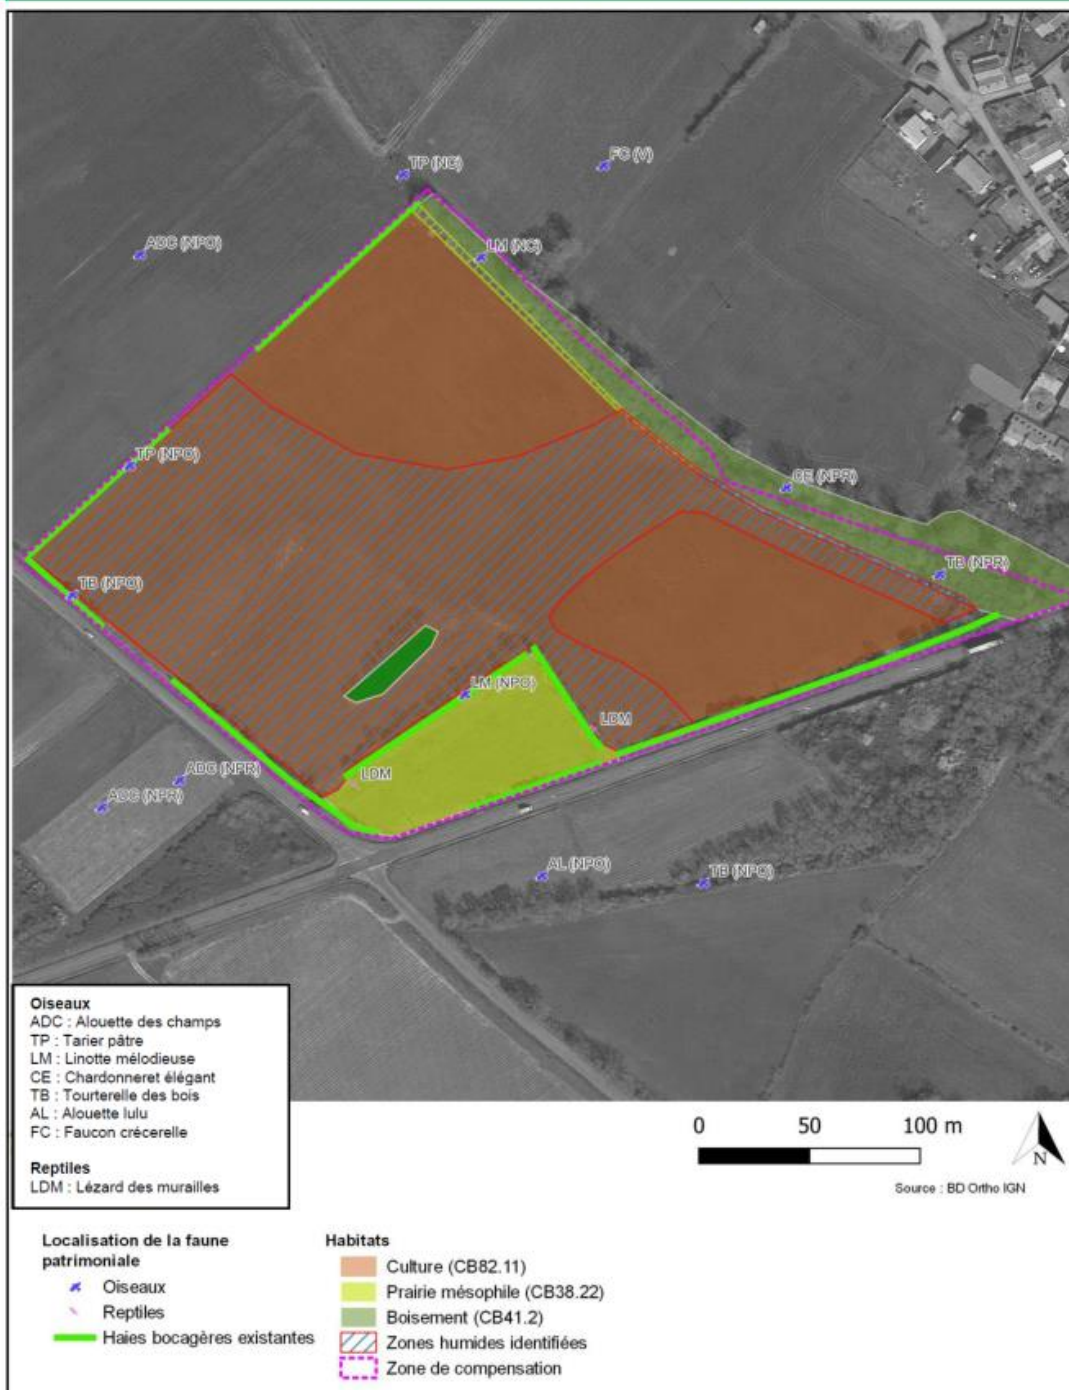 TP (NC)
FC (V)
ADC (NPO)
LM (NC)
TP (NPO)
CE (NPR)
TB (NPR)
TB (NPO)
LM (NPO)
LDM
LDM
ADC (NPR)
ADC (NPR)
AL (NPO)
TB (NPO)
Oiseaux
ADC : Alouette des champs
TP : Tarier pâtre
LM : Linotte mélodieuse
CE : Chardonneret élégant
TB : Tourterelle des bois
AL : Alouette lulu
FC : Faucon crécerelle
Reptiles
LDM : Lézard des murailles
0 50 100 m
N
Source : BD Ortho IGN
Localisation de la faune
patrimoniale
Oiseaux
Reptiles
Haies bocagères existantes
Habitats
Culture (CB82.11)
Prairie mésophile (CB38.22)
Boisement (CB41.2)
Zones humides identifiées
Zone de compensation